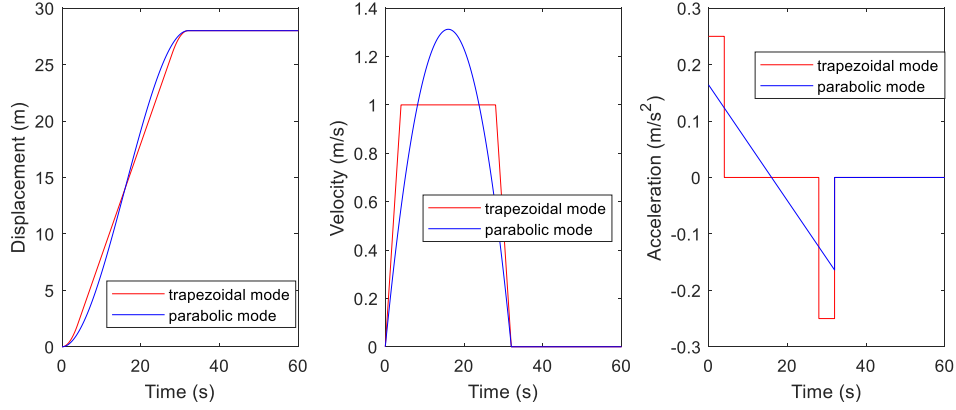 30
25
20
15
10
5
0
Displacement (m)
trapezoidal mode
parabolic mode
0 20 40 60
Time (s)
1.4
1.2
1
0.8
0.6
0.4
0.2
0
Velocity (m/s)
trapezoidal mode
parabolic mode
0 20 40 60
Time (s)
0.3
0.2
0.1
0
-0.1
-0.2
-0.3
Acceleration (m/s²)
trapezoidal mode
parabolic mode
0 20 40 60
Time (s)